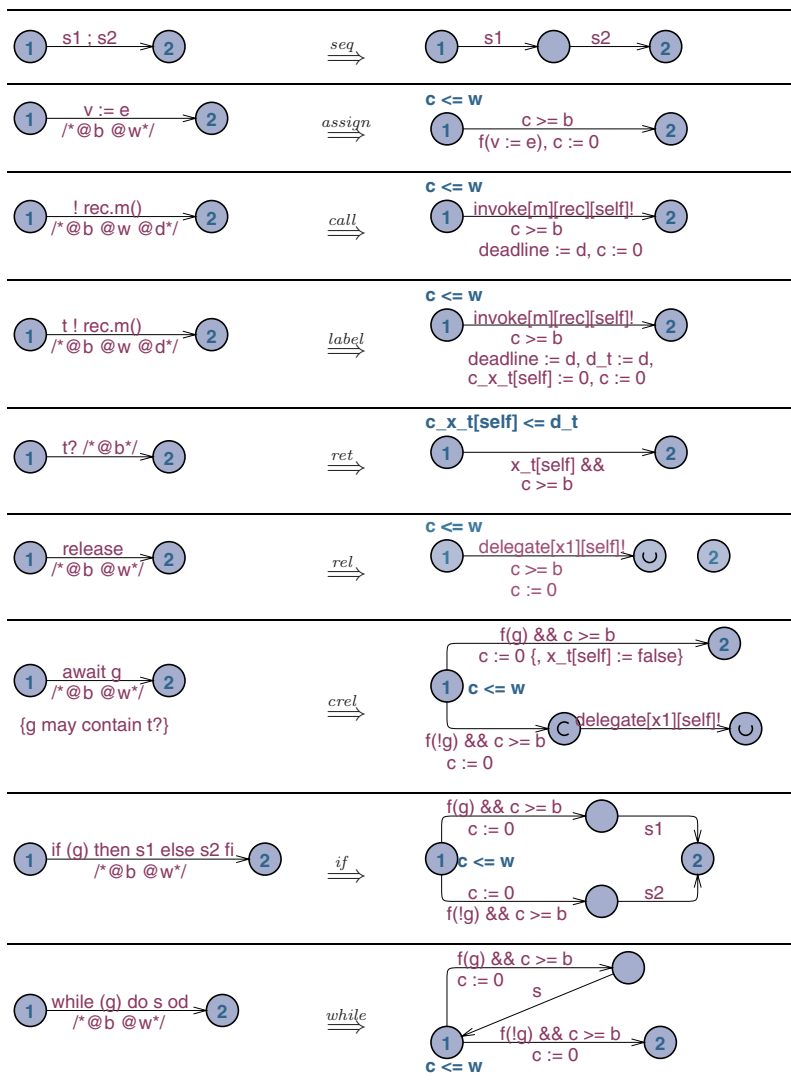 1 s1 ; s2 2 seq ⟹ 1 s1 s2 2
c <= w
1 v := e 2 assign ⟹ 1 c >= b 2
/*@b @w*/ f(v := e), c := 0
c <= w
1 ! rec.m() 2 call ⟹ 1 invoke[m][rec][self]! 2
/*@b @w @d*/ c >= b
deadline := d, c := 0
c <= w
1 t ! rec.m() 2 label ⟹ 1 invoke[m][rec][self]! 2
/*@b @w @d*/ c >= b
deadline := d, d_t := d,
c_x_t[self] := 0, c := 0
c_x_t[self] <= d_t
1 t? /*@b*/ 2 ret ⟹ 1 x_t[self] && 2
c >= b
c <= w
1 release 2 rel ⟹ 1 delegate[x1][self]! ∪ 2
/*@b @w*/ c >= b
c := 0
f(g) && c >= b 2
c := 0 {, x_t[self] := false}
1 await g 2 crel ⟹ 1 c <= w
/*@b @w*/
{g may contain t?} C delegate[x1][self]! ∪
f(!g) && c >= b
c := 0
f(g) && c >= b
c := 0 s1
1 if (g) then s1 else s2 fi 2 if ⟹ 1 c <= w 2
/*@b @w*/
c := 0 s2
f(!g) && c >= b
f(g) && c >= b
c := 0
s
1 while (g) do s od 2 while ⟹ 1 f(!g) && c >= b 2
/*@b @w*/ c := 0
c <= w